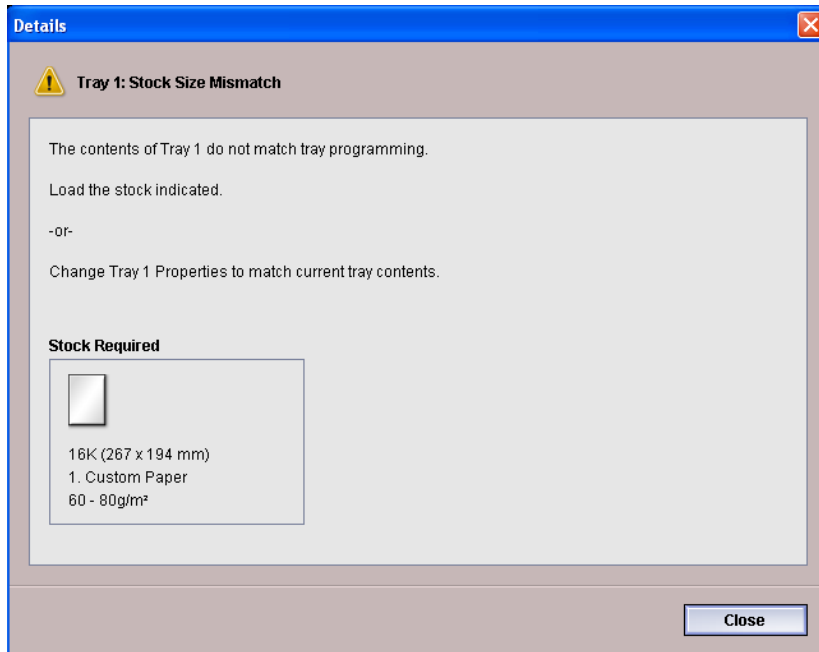 Details
Tray 1: Stock Size Mismatch
The contents of Tray 1 do not match tray programming.
Load the stock indicated.
-or-
Change Tray 1 Properties to match current tray contents.
Stock Required
16K (267 x 194 mm)
1. Custom Paper
60 - 80g/m²
Close